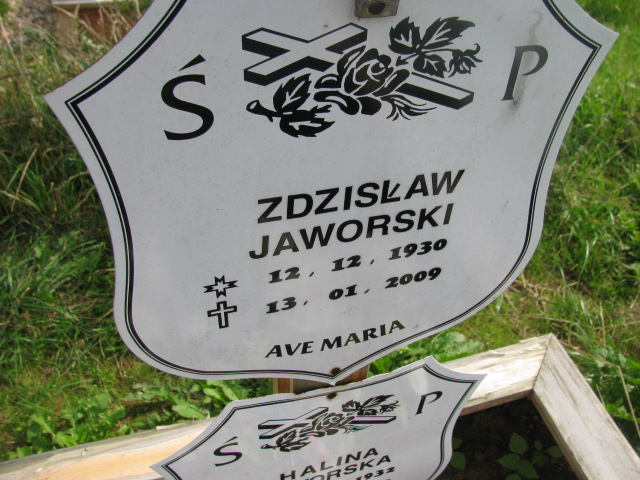 Ś P
ZDZISŁAW
JAWORSKI
12. 12. 1930
13. 01. 2009
AVE MARIA
Ś P
HALINA